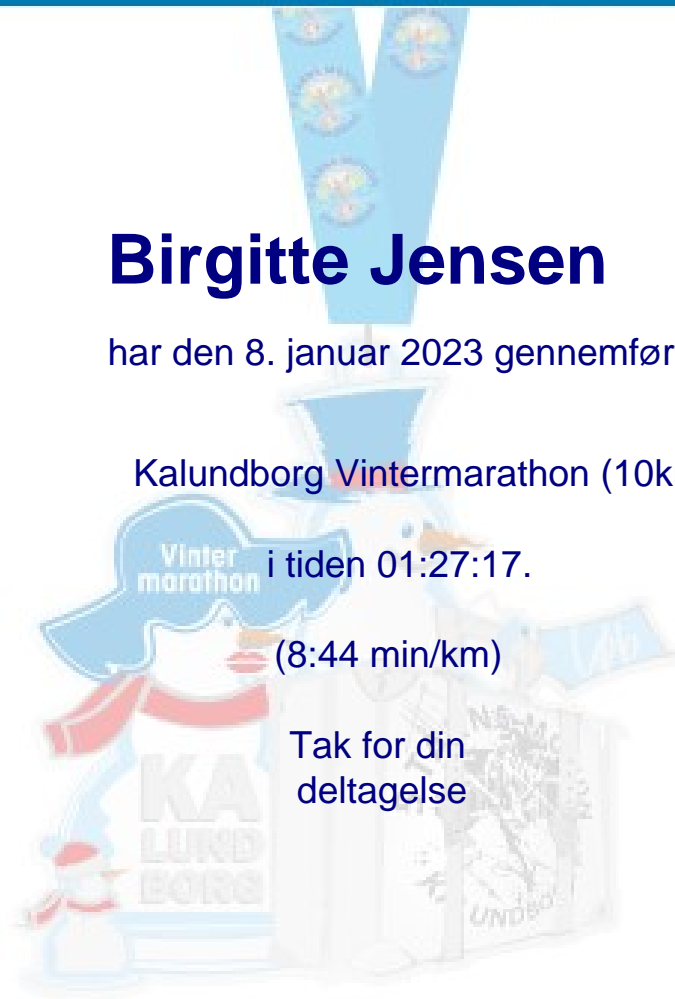 Birgitte Jensen
har den 8. januar 2023 gennemfør
Kalundborg Vintermarathon (10k
Vinter
marathon
i tiden 01:27:17.
(8:44 min/km)
Tak for din
deltagelse
KA
LUND
BORG